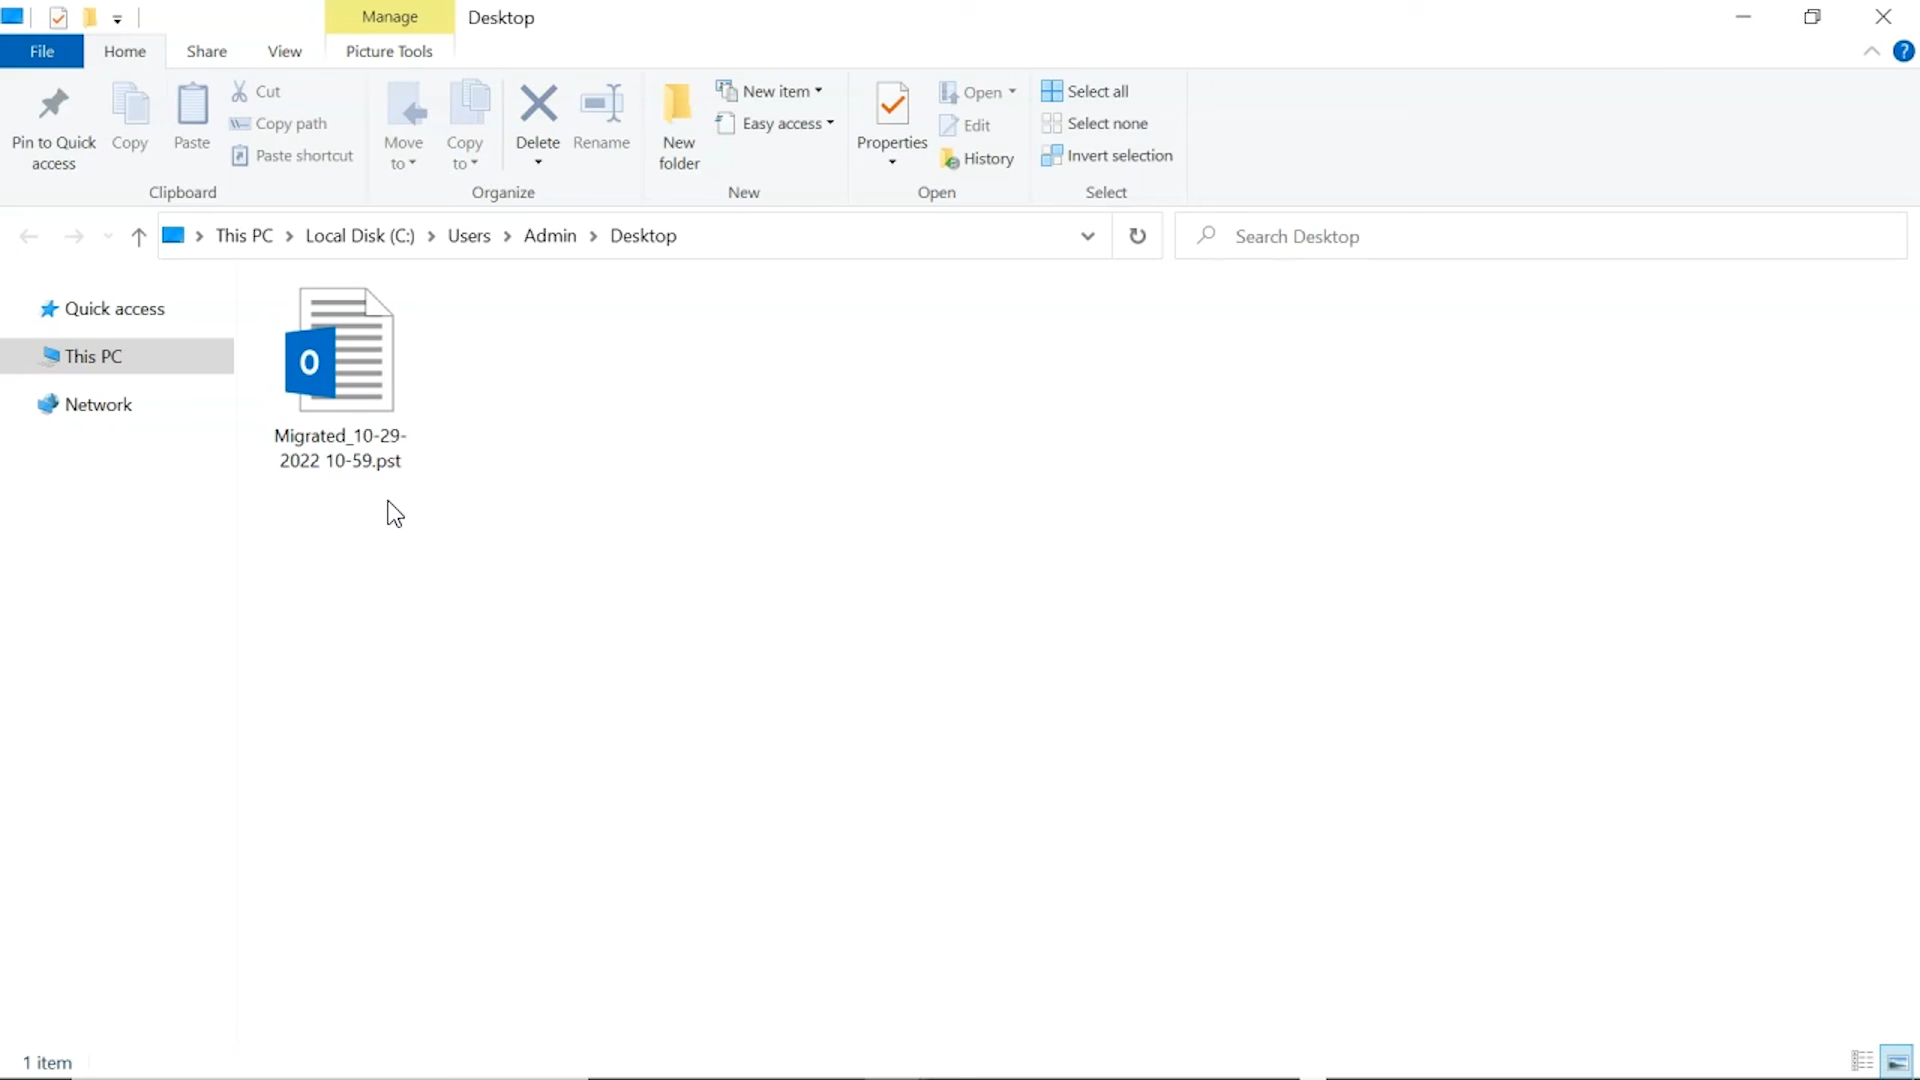 Manage
Desktop
File
Home
Share
View
Picture Tools
?
Pin to Quick
access
Copy
Paste
Cut
Copy path
Paste shortcut
Clipboard
Move
to
Copy
to
Delete
Rename
Organize
New
folder
New item
Easy access
New
Properties
Open
Edit
History
Open
Select all
Select none
Invert selection
Select
This PC > Local Disk (C:) > Users > Admin > Desktop
Search Desktop
Quick access
This PC
Network
O
Migrated_10-29-
2022 10-59.pst
1 item